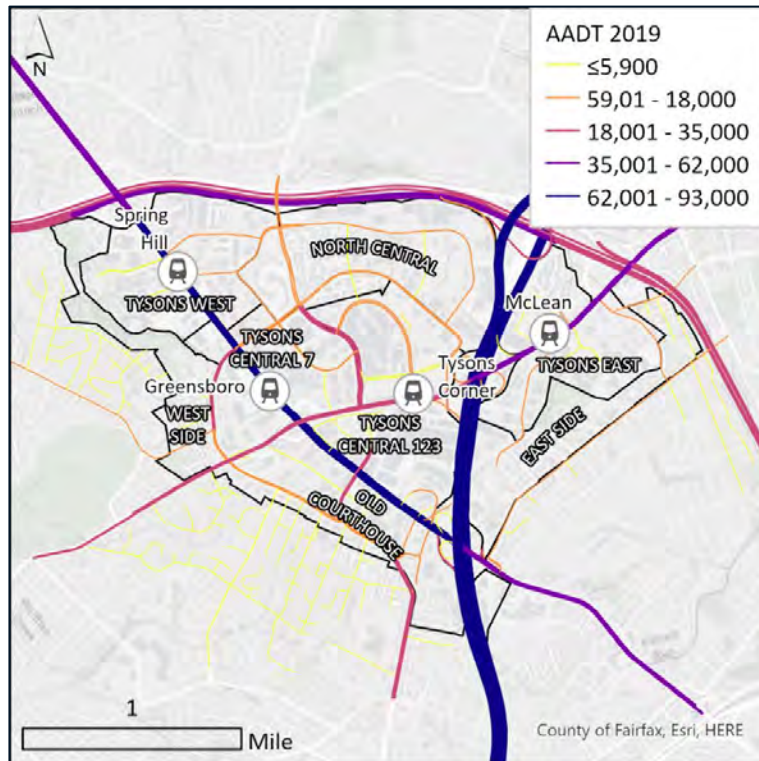 AADT 2019
≤5,900
59,01 - 18,000
18,001 - 35,000
35,001 - 62,000
62,001 - 93,000
N
Spring
Hill
NORTH CENTRAL
TYSONS WEST
McLean
TYSONS
CENTRAL 7
TYSONS EAST
Greensboro
Tysons
Corner
WEST
SIDE
TYSONS
CENTRAL 123
EAST SIDE
OLD
COURTHOUSE
1
Mile
County of Fairfax, Esri, HERE